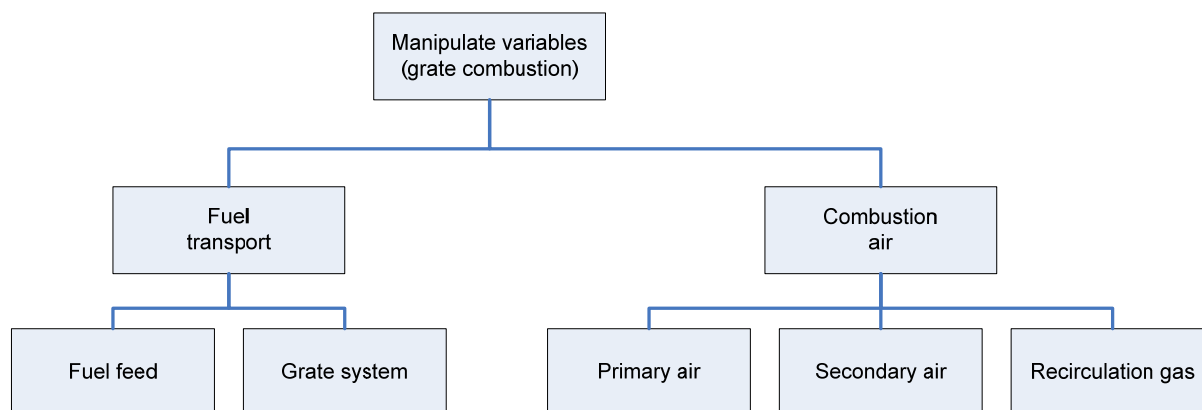 Manipulate variables
(grate combustion)
Fuel
transport
Combustion
air
Fuel feed
Grate system
Primary air
Secondary air
Recirculation gas